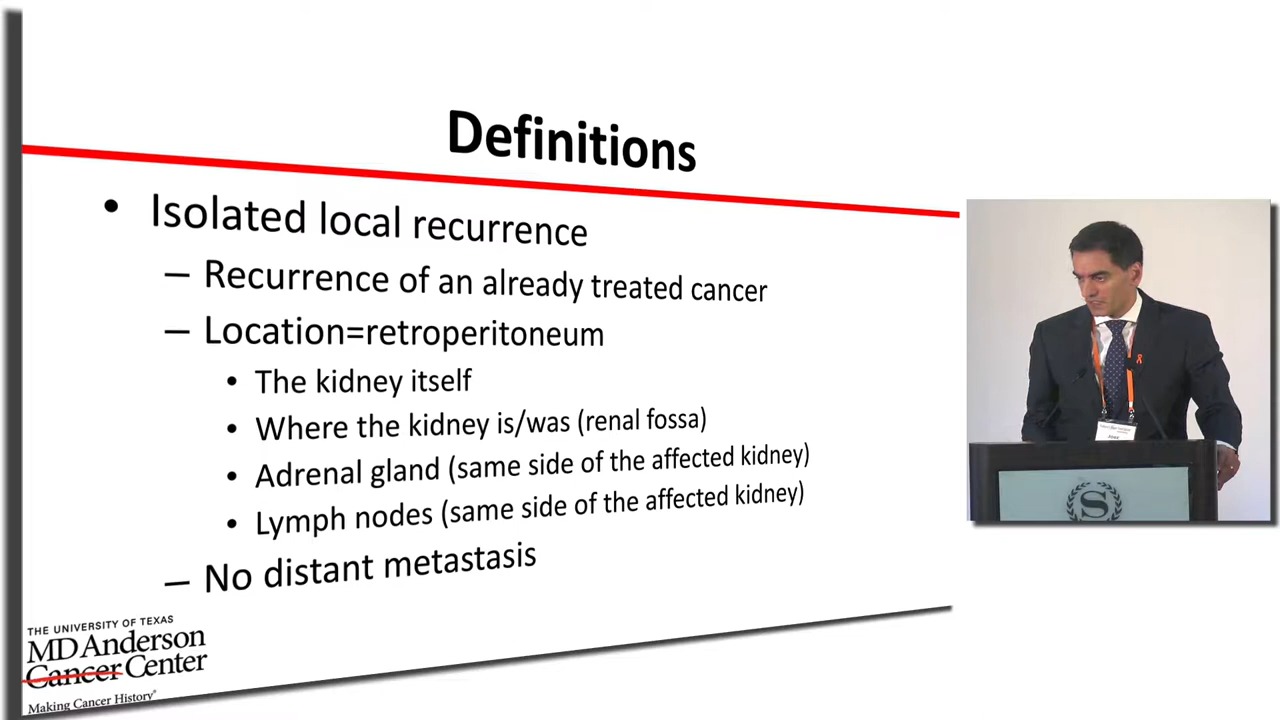 Definitions
• Isolated local recurrence
– Recurrence of an already treated cancer
– Location=retroperitoneum
• The kidney itself
• Where the kidney is/was (renal fossa)
• Adrenal gland (same side of the affected kidney)
• Lymph nodes (same side of the affected kidney)
– No distant metastasis
THE UNIVERSITY OF TEXAS
MD Anderson
Cancer Center
Making Cancer History®
S